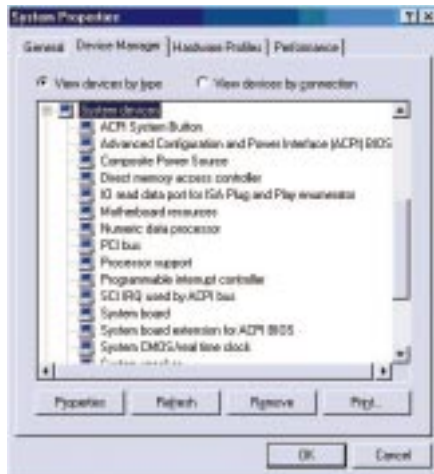 System Properties
General Device Manager Hardware Profiles Performance
View devices by type View devices by connection
System devices
ACPI System Button
Advanced Configuration and Power Interface (ACPI) BIOS
Composite Power Source
Direct memory access controller
IO read data port for ISA Plug and Play enumerator
Motherboard resources
Numeric data processor
PCI bus
Processor support
Programmable interrupt controller
SCI IRQ used by ACPI bus
System board
System board extension for ACPI BIOS
System CMOS/real time clock
Properties Refresh Remove Print...
OK Cancel